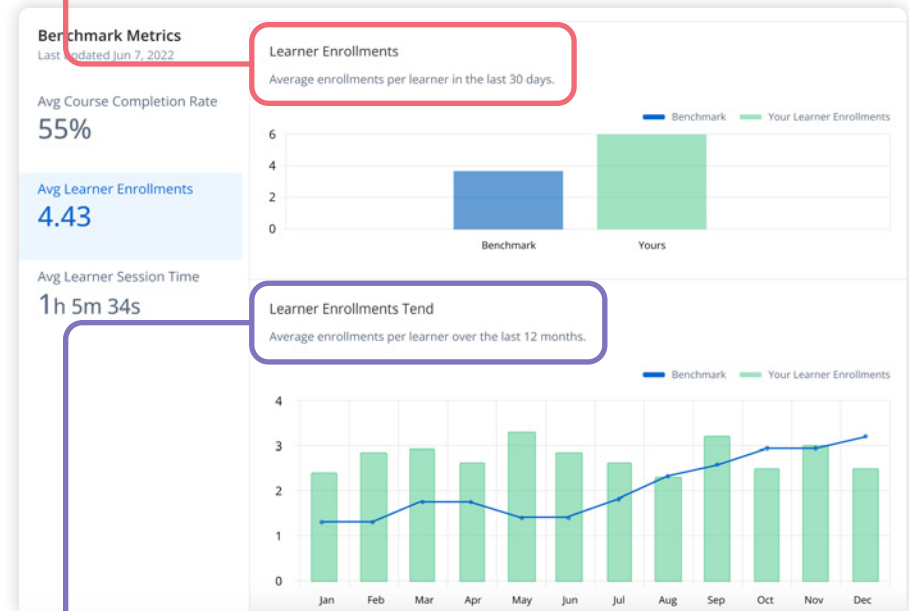 Benchmark Metrics
Last Updated Jun 7, 2022
Avg Course Completion Rate
55%
Avg Learner Enrollments
4.43
Avg Learner Session Time
1h 5m 34s
Learner Enrollments
Average enrollments per learner in the last 30 days.
Benchmark Your Learner Enrollments
6
4
2
0
Benchmark Yours
Learner Enrollments Tend
Average enrollments per learner over the last 12 months.
Benchmark Your Learner Enrollments
4
3
2
1
0
Jan Feb Mar Apr May Jun Jul Aug Sep Oct Nov Dec